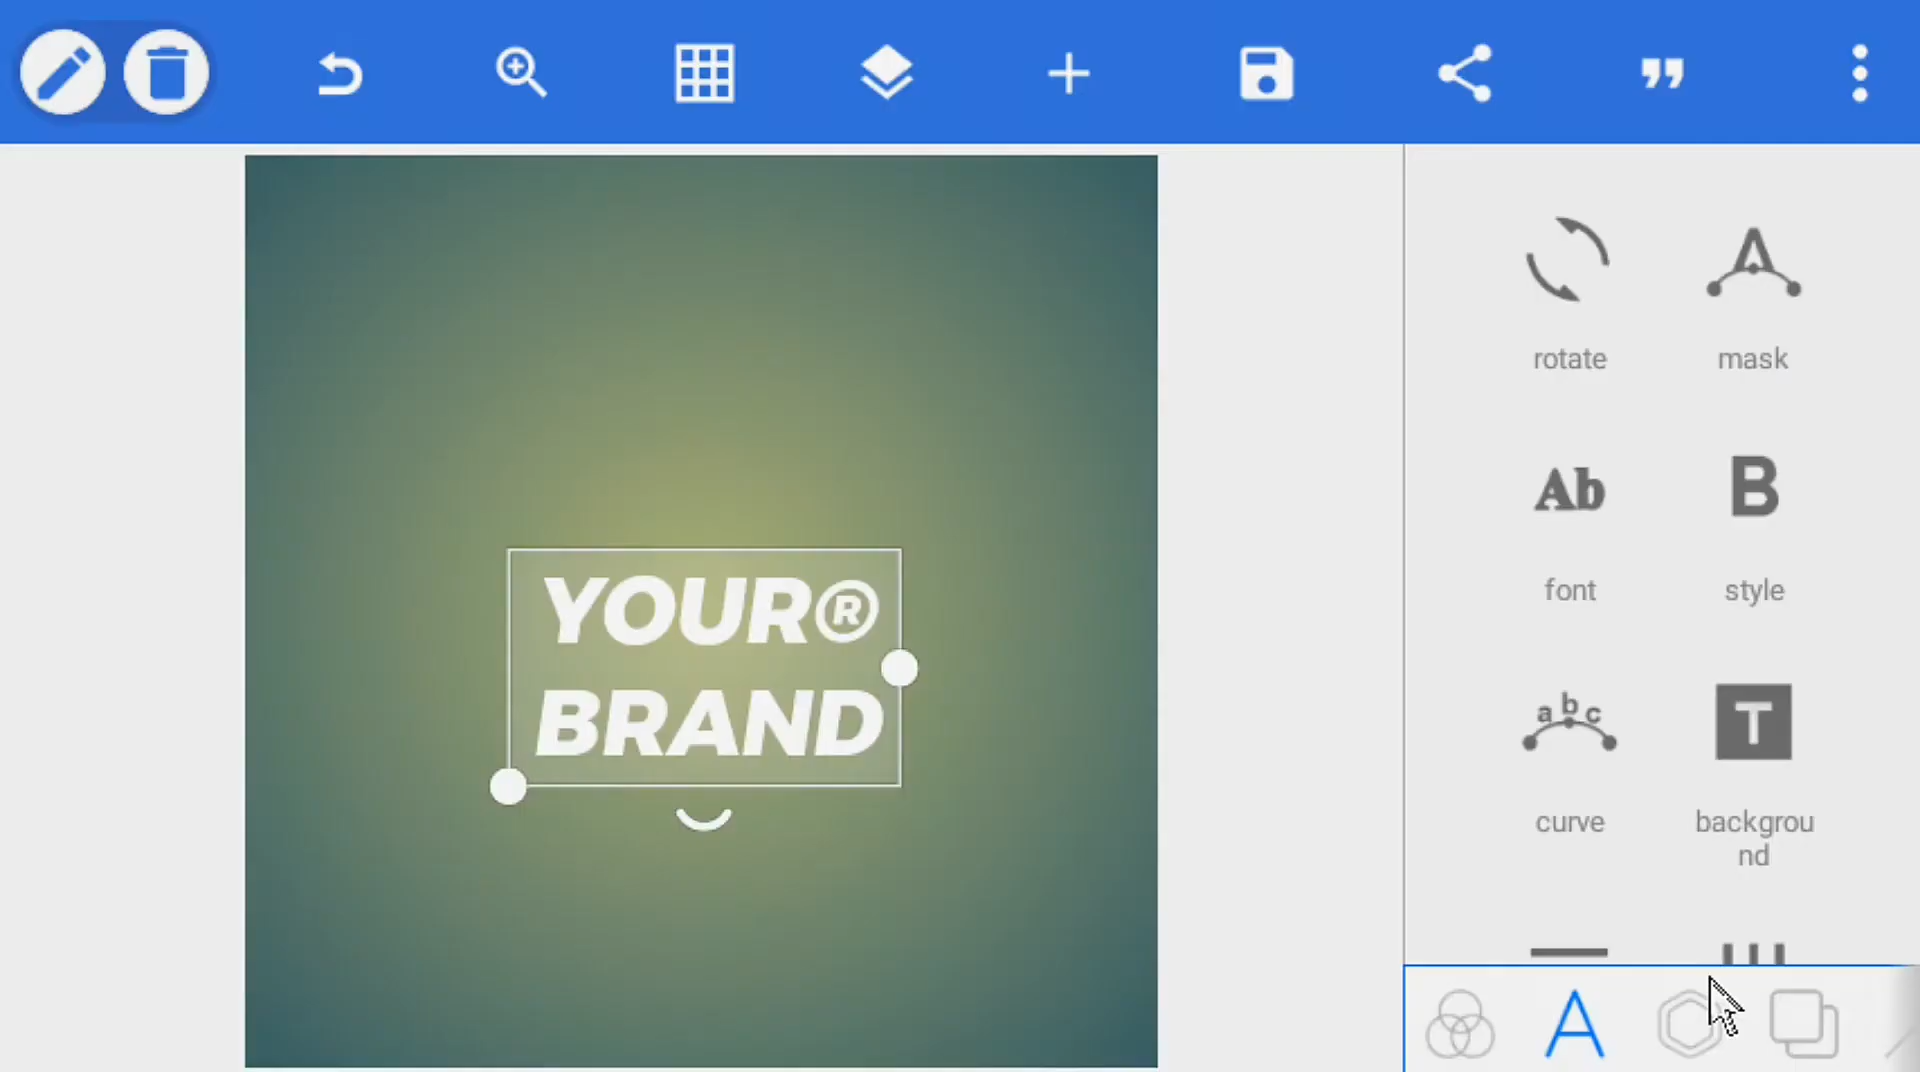 YOUR®
BRAND
rotate
mask
Ab
B
font
style
abc
T
curve
backgrou
nd